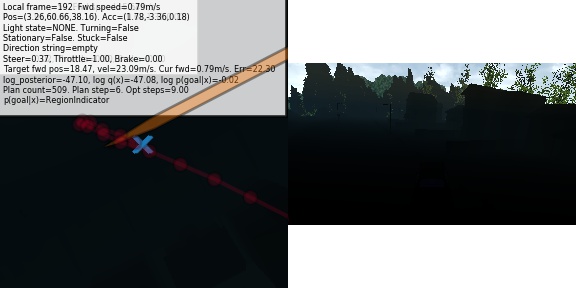 Local frame=192. Fwd speed=0.79m/s
Pos=(3.26,60.66,38.16). Acc=(1.78,-3.36,0.18)
Light state=NONE. Turning=False
Stationary=False. Stuck=False
Direction string=empty
Steer=0.37, Throttle=1.00, Brake=0.00
Target fwd pos=18.47, vel=23.09m/s. Cur fwd=0.79m/s. Err=22.30
log_posterior=-47.10, log q(x)=-47.08, log p(goal|x)=-0.02
Plan count=509. Plan step=6. Opt steps=9.00
p(goal|x)=RegionIndicator